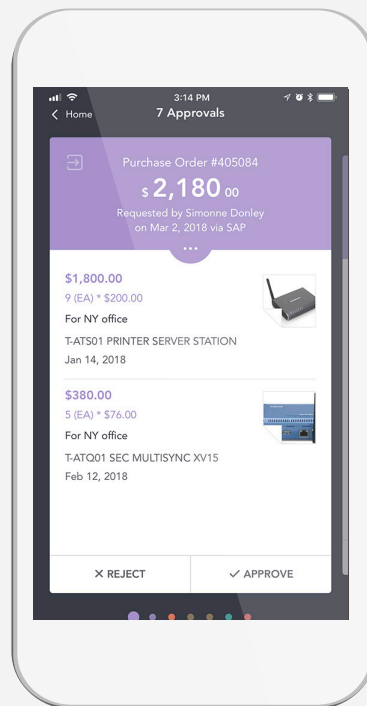 3:14 PM
Home
7 Approvals
Purchase Order #405084
$ 2,180 00
Requested by Simonne Donley
on Mar 2, 2018 via SAP
$1,800.00
9 (EA) * $200.00
For NY office
T-ATS01 PRINTER SERVER STATION
Jan 14, 2018
$380.00
5 (EA) * $76.00
For NY office
T-ATQ01 SEC MULTISYNC XV15
Feb 12, 2018
REJECT
APPROVE